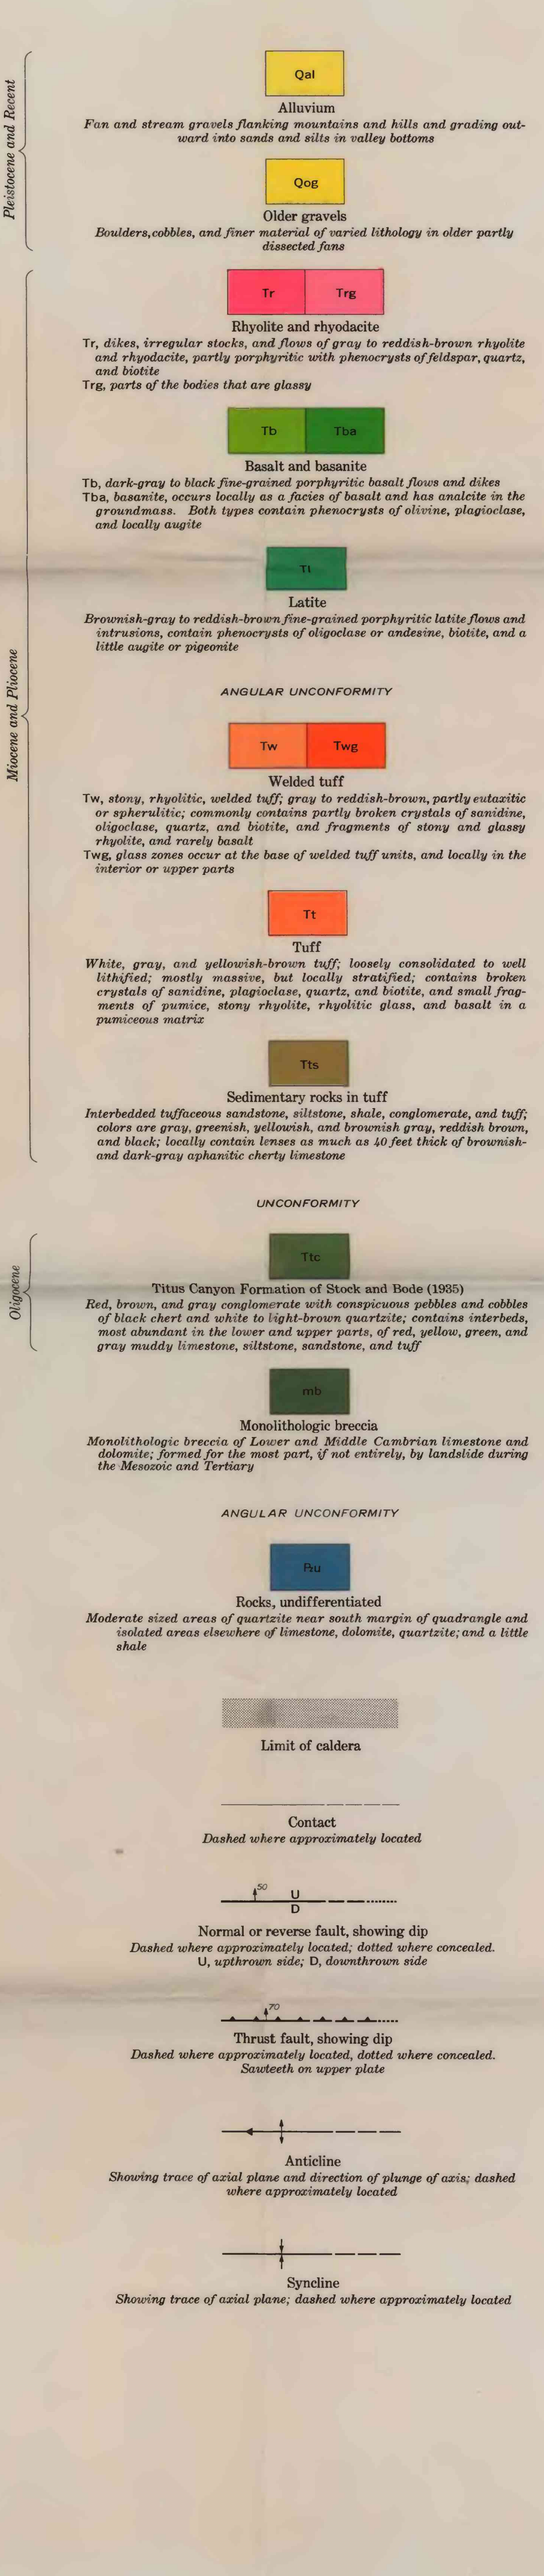 Pleistocene and Recent
Qal
Alluvium
Fan and stream gravels flanking mountains and hills and grading out-
ward into sands and silts in valley bottoms
Qog
Older gravels
Boulders, cobbles, and finer material of varied lithology in older partly
dissected fans
Miocene and Pliocene
Tr Trg
Rhyolite and rhyodacite
Tr, dikes, irregular stocks, and flows of gray to reddish-brown rhyolite
and rhyodacite, partly porphyritic with phenocrysts of feldspar, quartz,
and biotite
Trg, parts of the bodies that are glassy
Tb Tba
Basalt and basanite
Tb, dark-gray to black fine-grained porphyritic basalt flows and dikes
Tba, basanite, occurs locally as a facies of basalt and has analcite in the
groundmass. Both types contain phenocrysts of olivine, plagioclase,
and locally augite
Tl
Latite
Brownish-gray to reddish-brown fine-grained porphyritic latite flows and
intrusions, contain phenocrysts of oligoclase or andesine, biotite, and a
little augite or pigeonite
ANGULAR UNCONFORMITY
Tw Twg
Welded tuff
Tw, stony, rhyolitic, welded tuff; gray to reddish-brown, partly eutaxitic
or spherulitic; commonly contains partly broken crystals of sanidine,
oligoclase, quartz, and biotite, and fragments of stony and glassy
rhyolite, and rarely basalt
Twg, glass zones occur at the base of welded tuff units, and locally in the
interior or upper parts
Tt
Tuff
White, gray, and yellowish-brown tuff; loosely consolidated to well
lithified; mostly massive, but locally stratified; contains broken
crystals of sanidine, plagioclase, quartz, and biotite, and small frag-
ments of pumice, stony rhyolite, rhyolitic glass, and basalt in a
pumiceous matrix
Tts
Sedimentary rocks in tuff
Interbedded tuffaceous sandstone, siltstone, shale, conglomerate, and tuff;
colors are gray, greenish, yellowish, and brownish gray, reddish brown,
and black; locally contain lenses as much as 40 feet thick of brownish-
and dark-gray aphanitic cherty limestone
UNCONFORMITY
Oligocene
Ttc
Titus Canyon Formation of Stock and Bode (1935)
Red, brown, and gray conglomerate with conspicuous pebbles and cobbles
of black chert and white to light-brown quartzite; contains interbeds,
most abundant in the lower and upper parts, of red, yellow, green, and
gray muddy limestone, siltstone, sandstone, and tuff
mb
Monolithologic breccia
Monolithologic breccia of Lower and Middle Cambrian limestone and
dolomite; formed for the most part, if not entirely, by landslide during
the Mesozoic and Tertiary
ANGULAR UNCONFORMITY
Pzu
Rocks, undifferentiated
Moderate sized areas of quartzite near south margin of quadrangle and
isolated areas elsewhere of limestone, dolomite, quartzite; and a little
shale
Limit of caldera
Contact
Dashed where approximately located
50
U
D
Normal or reverse fault, showing dip
Dashed where approximately located; dotted where concealed.
U, upthrown side; D, downthrown side
70
Thrust fault, showing dip
Dashed where approximately located, dotted where concealed.
Sawteeth on upper plate
Anticline
Showing trace of axial plane and direction of plunge of axis; dashed
where approximately located
Syncline
Showing trace of axial plane; dashed where approximately located